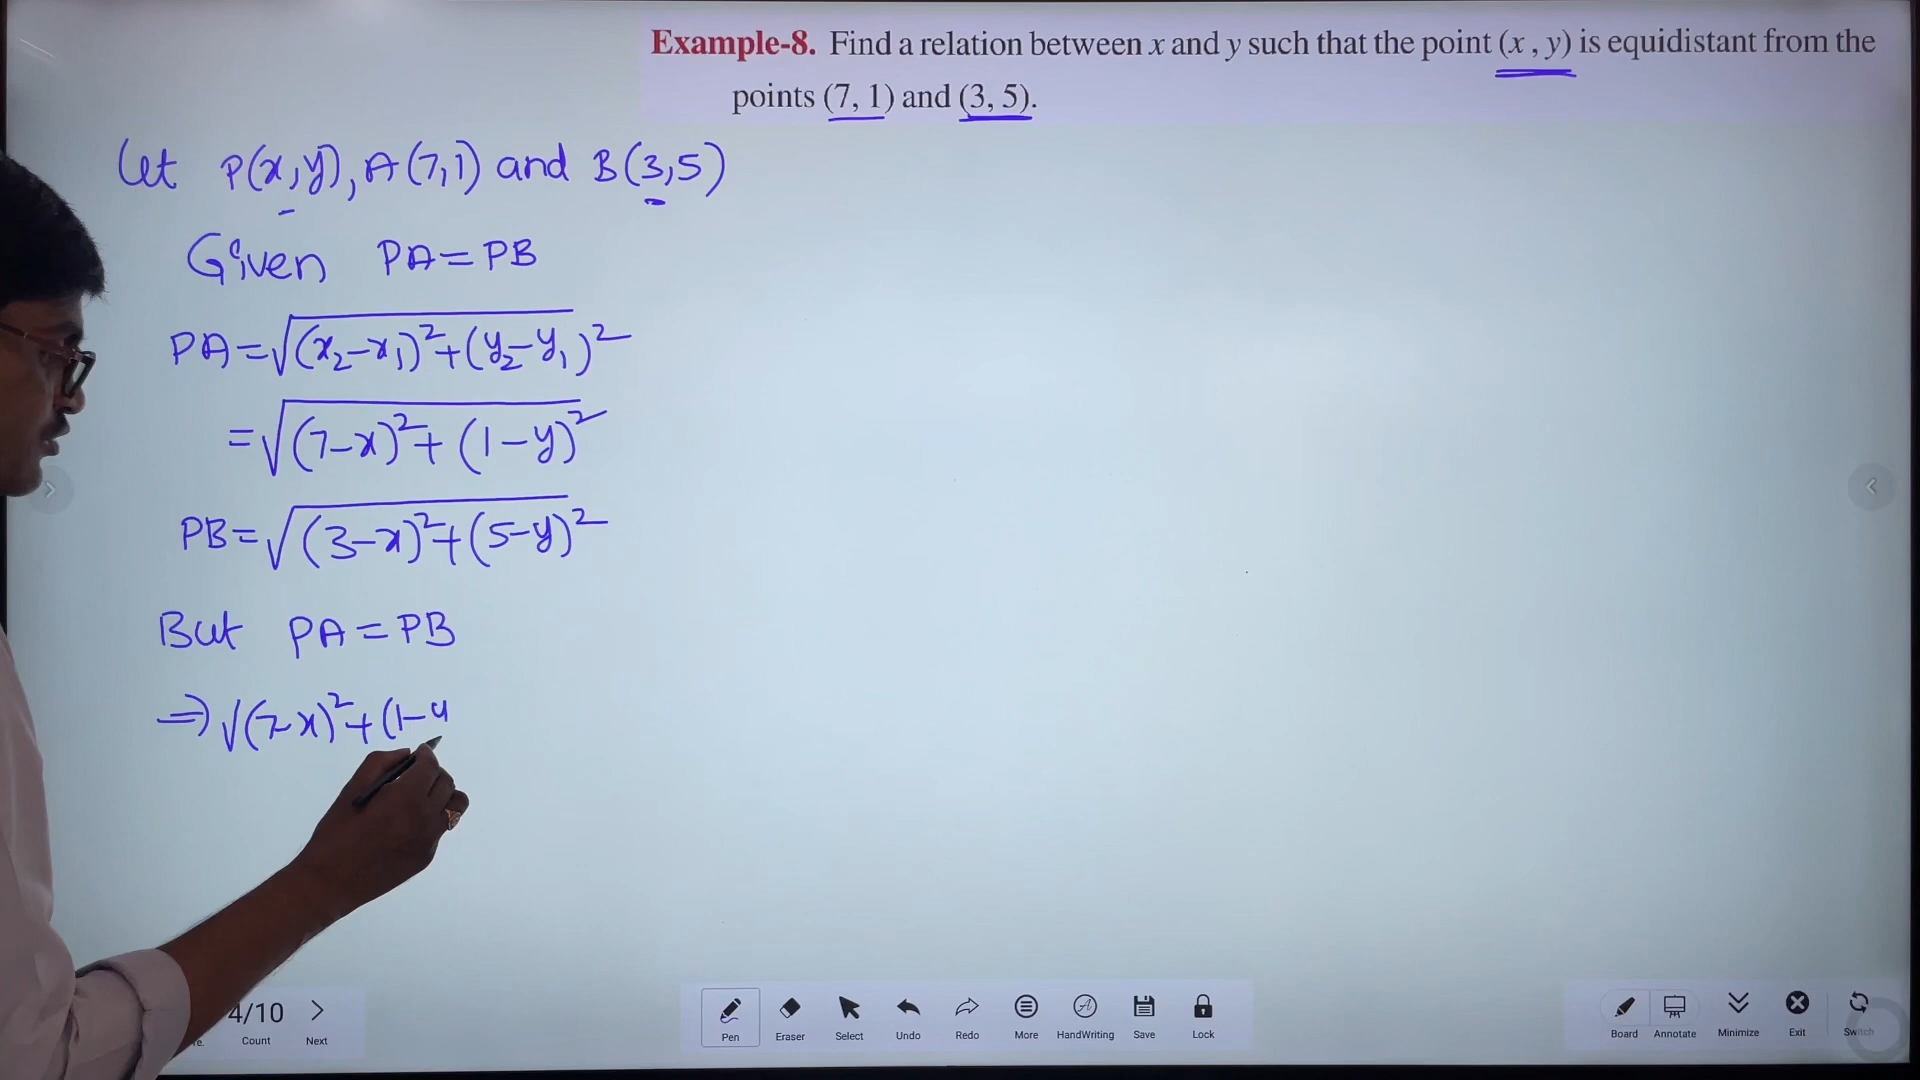 Example-8. Find a relation between x and y such that the point (x , y) is equidistant from the
points (7, 1) and (3, 5).
Let P(x,y), A(7,1) and B(3,5)
Given PA=PB
PA=√(x₂-x₁)²+(y₂-y₁)²
=√(7-x)²+(1-y)²
PB=√(3-x)²+(5-y)²
But PA=PB
⇒√(7-x)²+(1-y
4/10
Count
Next
Pen
Eraser
Select
Undo
Redo
More
HandWriting
Save
Lock
Board
Annotate
Minimize
Exit
Switch